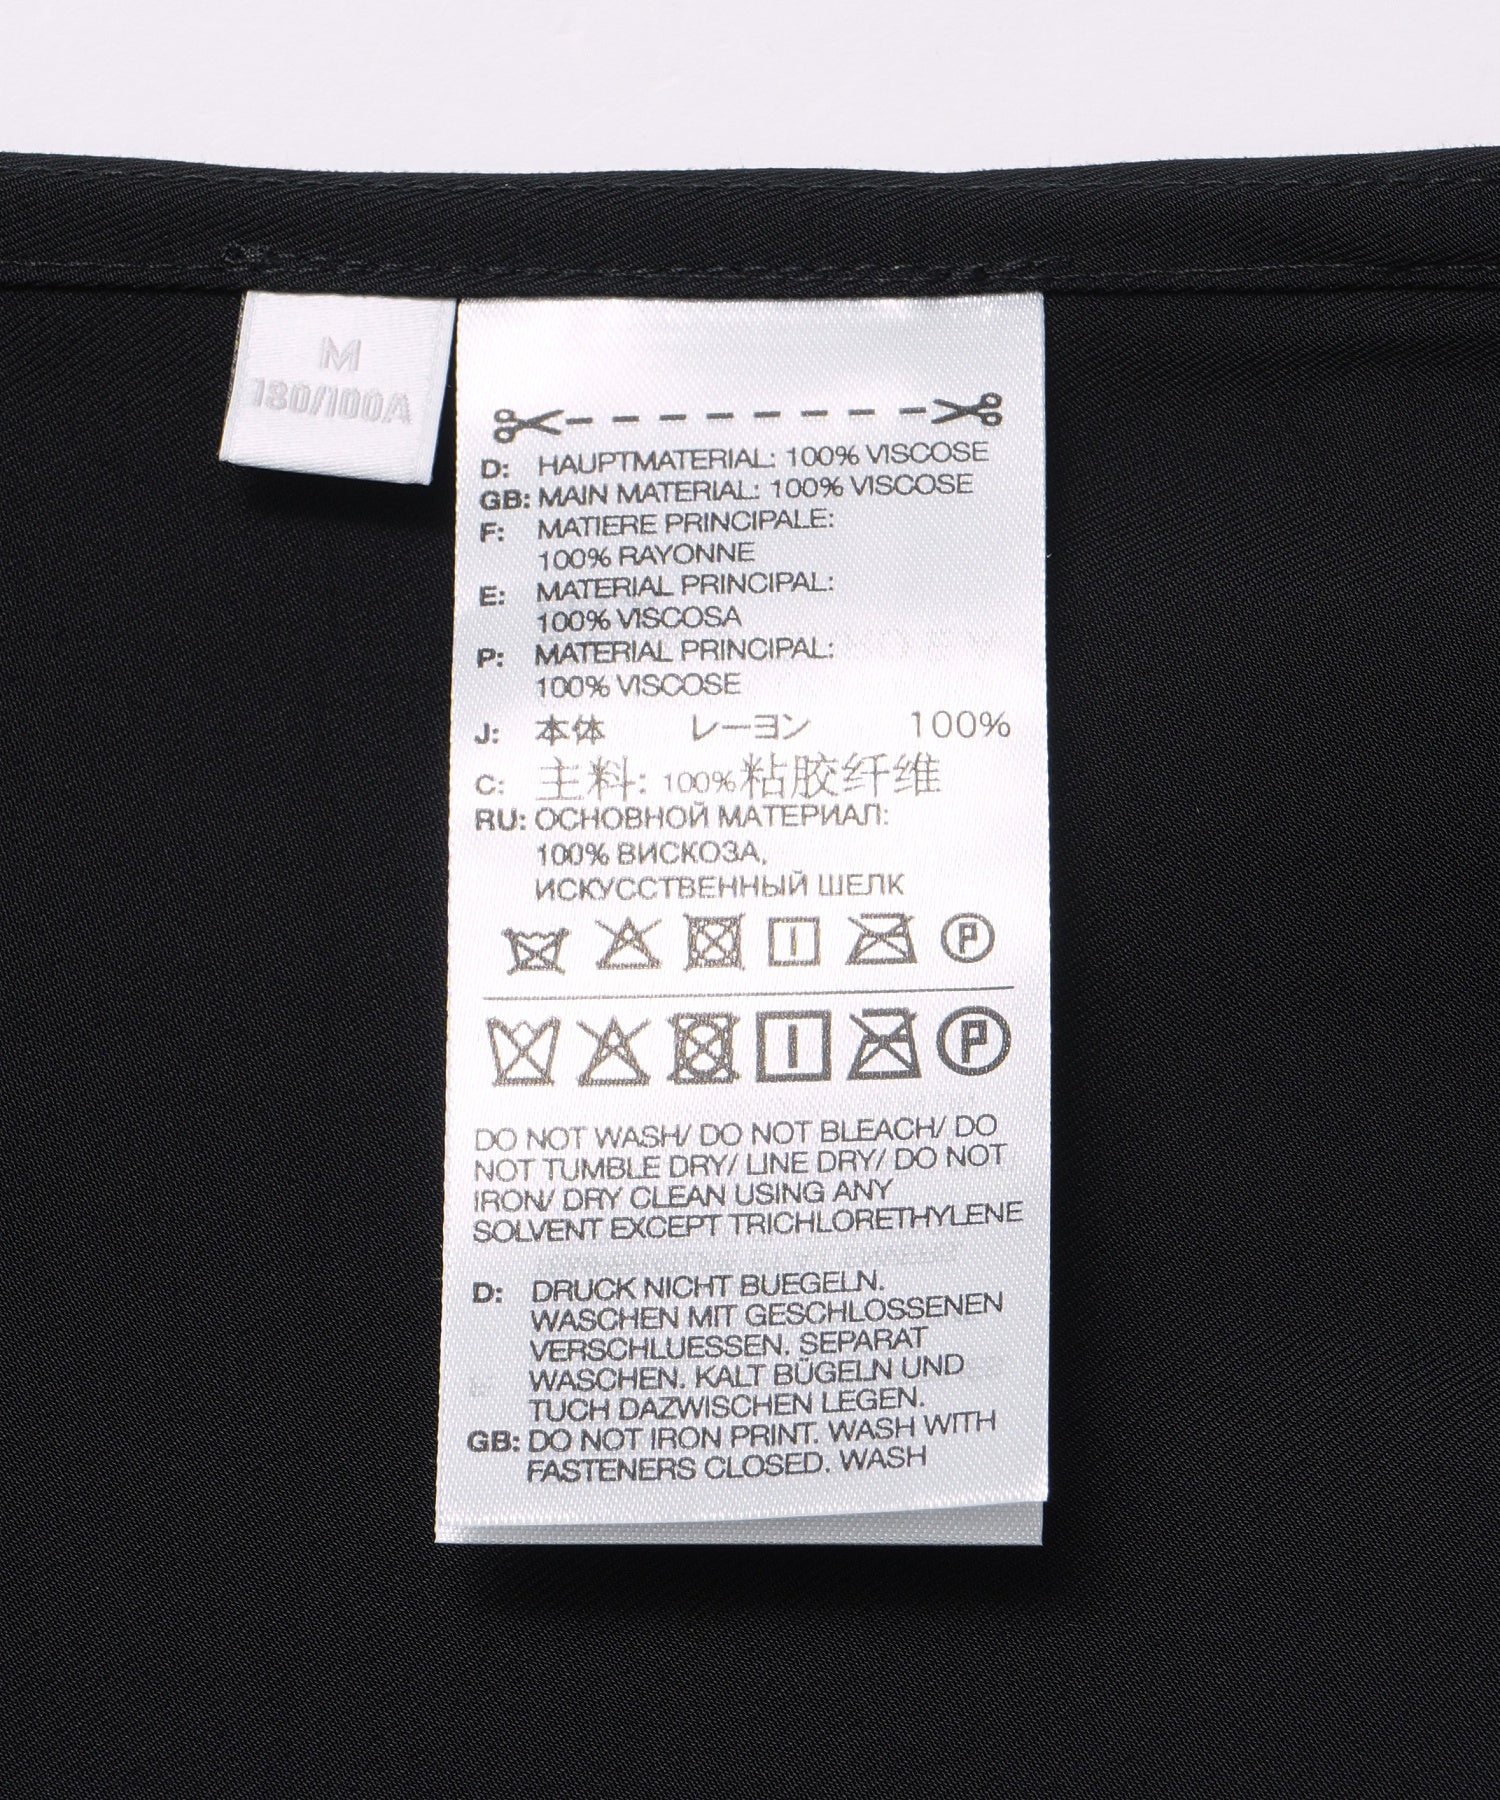 M
180/100A
D: HAUPTMATERIAL: 100% VISCOSE
GB: MAIN MATERIAL: 100% VISCOSE
F: MATIERE PRINCIPALE:
100% RAYONNE
E: MATERIAL PRINCIPAL:
100% VISCOSA
P: MATERIAL PRINCIPAL:
100% VISCOSE
J: 本体 レーヨン 100%
C: 主料: 100%粘胶纤维
RU: ОСНОВНОЙ МАТЕРИАЛ:
100% ВИСКОЗА,
ИСКУССТВЕННЫЙ ШЕЛК
P
P
DO NOT WASH/ DO NOT BLEACH/ DO
NOT TUMBLE DRY/ LINE DRY/ DO NOT
IRON/ DRY CLEAN USING ANY
SOLVENT EXCEPT TRICHLORETHYLENE
D: DRUCK NICHT BUEGELN.
WASCHEN MIT GESCHLOSSENEN
VERSCHLUESSEN. SEPARAT
WASCHEN. KALT BÜGELN UND
TUCH DAZWISCHEN LEGEN.
GB: DO NOT IRON PRINT. WASH WITH
FASTENERS CLOSED. WASH